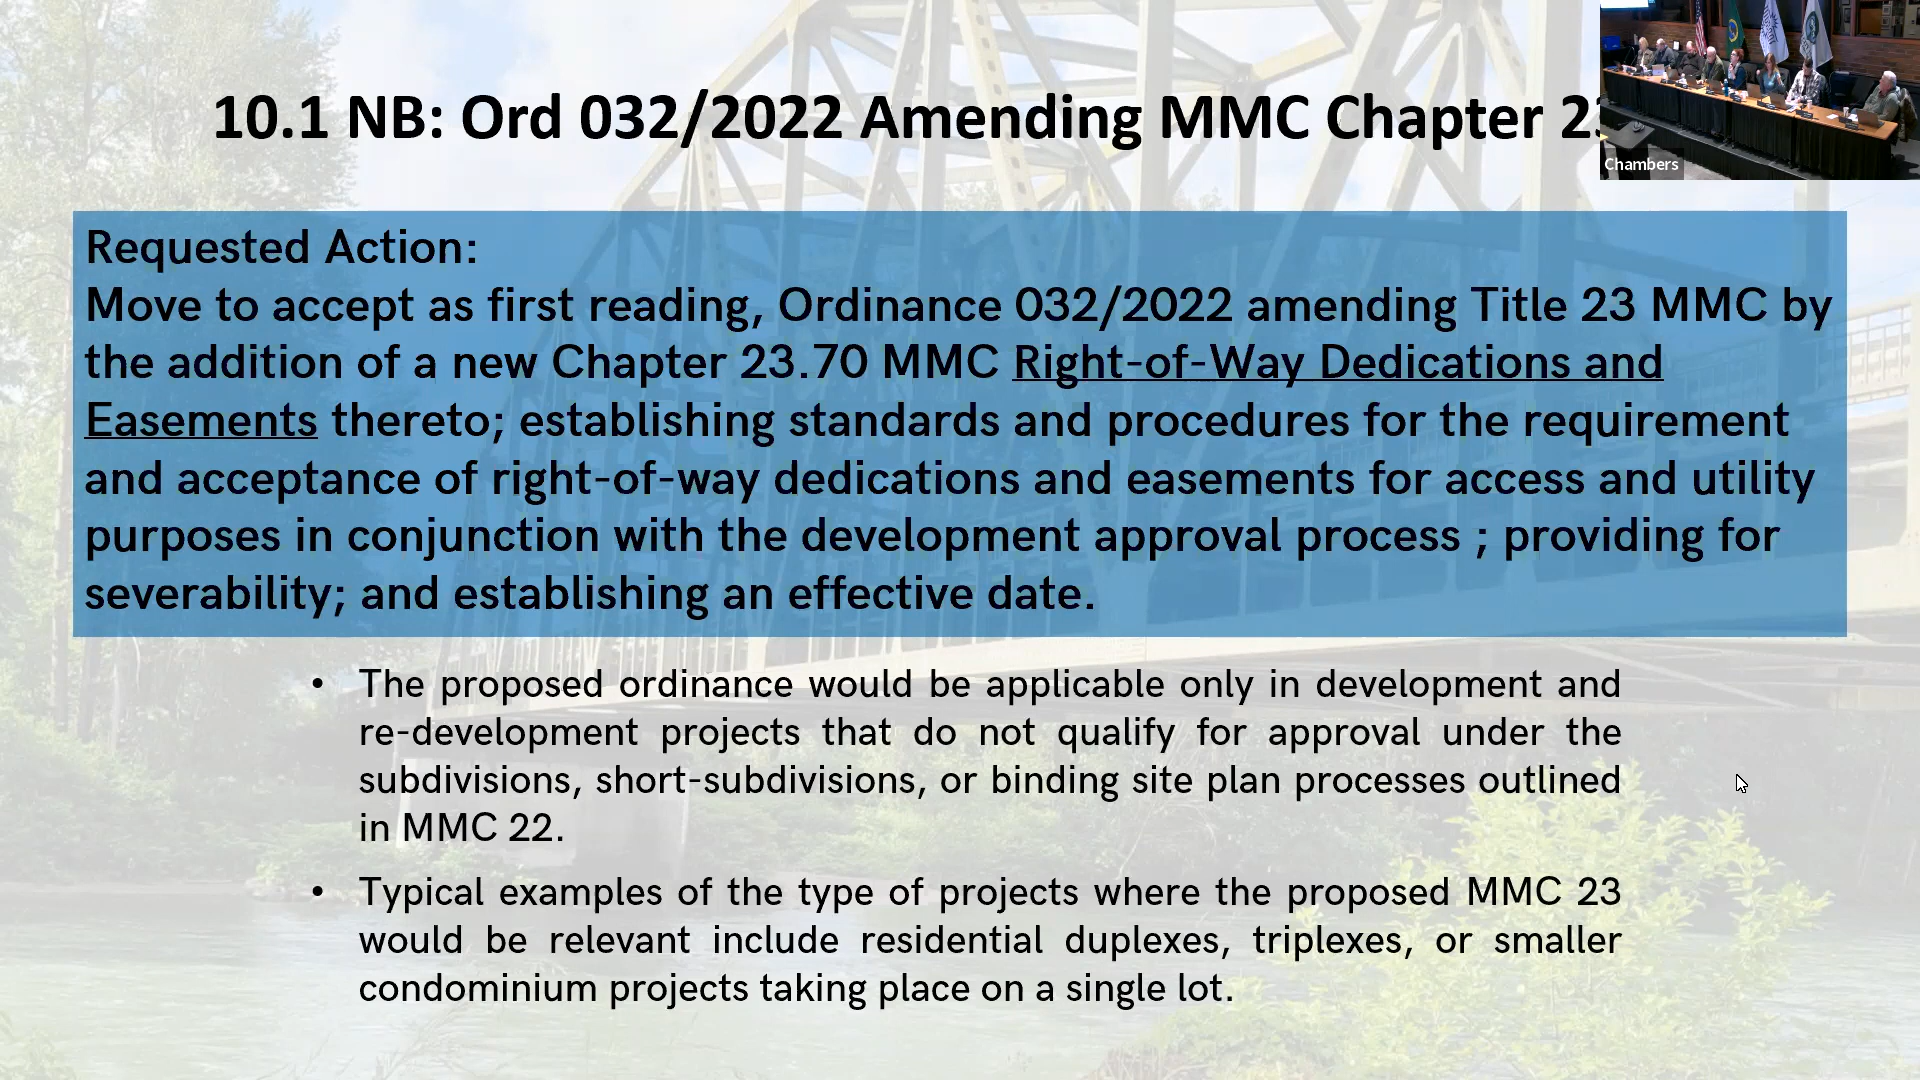 10.1 NB: Ord 032/2022 Amending MMC Chapter
Chambers
Requested Action:
Move to accept as first reading, Ordinance 032/2022 amending Title 23 MMC by
the addition of a new Chapter 23.70 MMC Right-of-Way Dedications and
Easements thereto; establishing standards and procedures for the requirement
and acceptance of right-of-way dedications and easements for access and utility
purposes in conjunction with the development approval process ; providing for
severability; and establishing an effective date.
• The proposed ordinance would be applicable only in development and
re-development projects that do not qualify for approval under the
subdivisions, short-subdivisions, or binding site plan processes outlined
in MMC 22.
• Typical examples of the type of projects where the proposed MMC 23
would be relevant include residential duplexes, triplexes, or smaller
condominium projects taking place on a single lot.